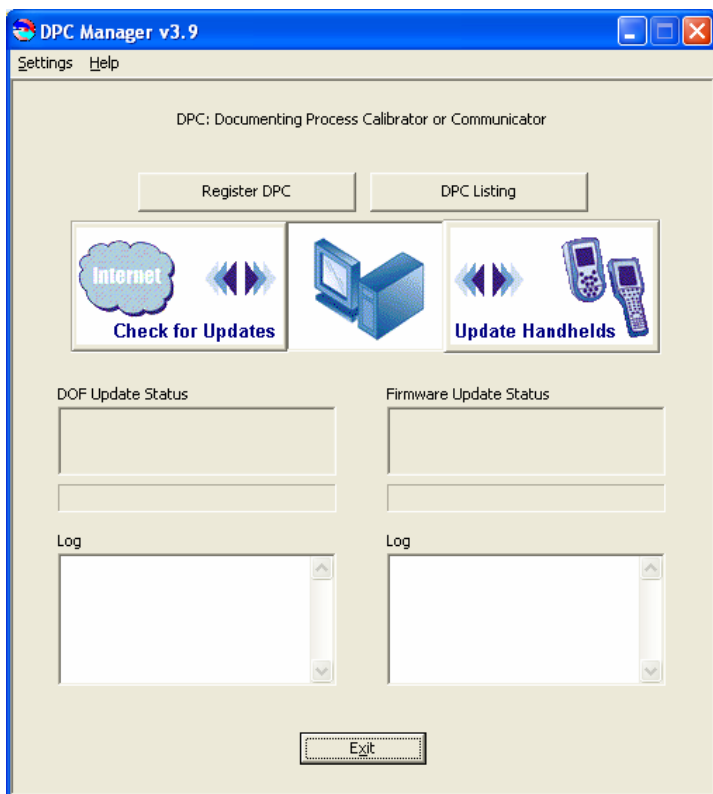 DPC Manager v3.9
Settings Help
DPC: Documenting Process Calibrator or Communicator
Register DPC DPC Listing
Internet
Check for Updates Update Handhelds
DOF Update Status Firmware Update Status
Log Log
Exit